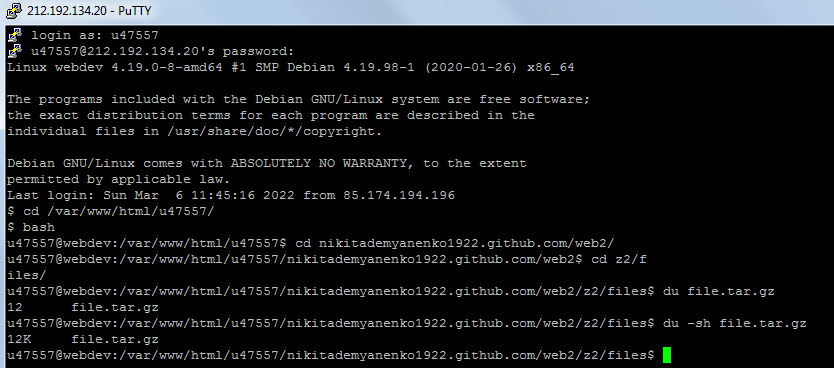 212.192.134.20 - PuTTY
login as: u47557
u47557@212.192.134.20's password:
Linux webdev 4.19.0-8-amd64 #1 SMP Debian 4.19.98-1 (2020-01-26) x86_64
The programs included with the Debian GNU/Linux system are free software;
the exact distribution terms for each program are described in the
individual files in /usr/share/doc/*/copyright.
Debian GNU/Linux comes with ABSOLUTELY NO WARRANTY, to the extent
permitted by applicable law.
Last login: Sun Mar  6 11:45:16 2022 from 85.174.194.196
$ cd /var/www/html/u47557/
$ bash
u47557@webdev:/var/www/html/u47557$ cd nikitademyanenko1922.github.com/web2/
u47557@webdev:/var/www/html/u47557/nikitademyanenko1922.github.com/web2$ cd z2/f
iles/
u47557@webdev:/var/www/html/u47557/nikitademyanenko1922.github.com/web2/z2/files$ du file.tar.gz
12      file.tar.gz
u47557@webdev:/var/www/html/u47557/nikitademyanenko1922.github.com/web2/z2/files$ du -sh file.tar.gz
12K     file.tar.gz
u47557@webdev:/var/www/html/u47557/nikitademyanenko1922.github.com/web2/z2/files$